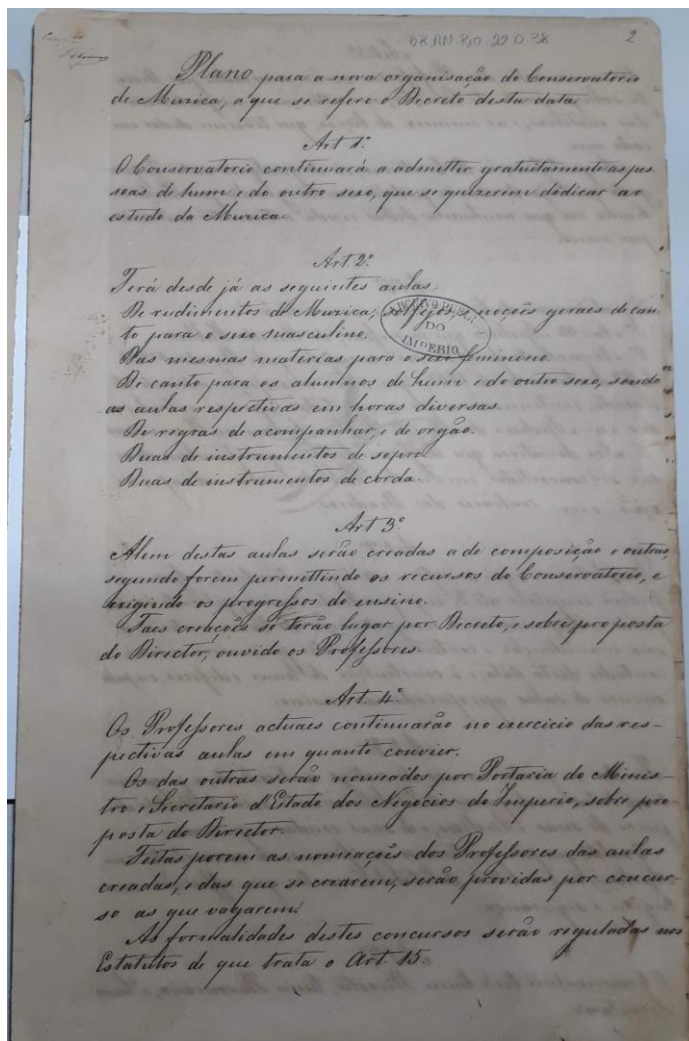 BR.AN.RIO.22.0.38
2
Plano para a nova organisação do Conservatorio
de Muzica, a que se refere o Decreto desta data.
Art 1º
O Conservatorio continuará a admittir gratuitamente as pes-
soas de hum e do outro sexo, que se quizerem dedicar ao
estudo da Muzica.
Art. 2º
Terá desde já as seguintes aulas:
De rudimentos de Muzica, solfejos e noções geraes de can-
to para o sexo masculino.
Das mesmas materias para o sexo feminino.
De canto para os alumnos de hum e do outro sexo, sendo
as aulas respectivas em horas diversas.
De regras de acompanhar, e de orgão.
Duas de instrumentos de sopro
Duas de instrumentos de corda.
ARCHIVO PUBLICO
DO
IMPERIO
Art 3º
Alem destas aulas serão creadas a de composição e outras,
segundo forem permittindo os recursos do Conservatorio, e
exigindo os progressos do ensino.
Taes creações só terão lugar por Decreto, e sobre proposta
do Director, ouvido os Professores.
Art. 4º
Os Professores actuaes continuarão no exercicio das res-
pectivas aulas em quanto convier.
Os das outras serão nomeados por Portaria do Minis-
tro e Secretario d'Estado dos Negocios do Imperio, sobre pro-
posta do Director.
Feitas porem as nomeações dos Professores das aulas
creadas, e das que se crearem, serão providas por concur-
so as que vagarem.
As formalidades destes concursos serão reguladas nos
Estatutos de que trata o Art. 15.